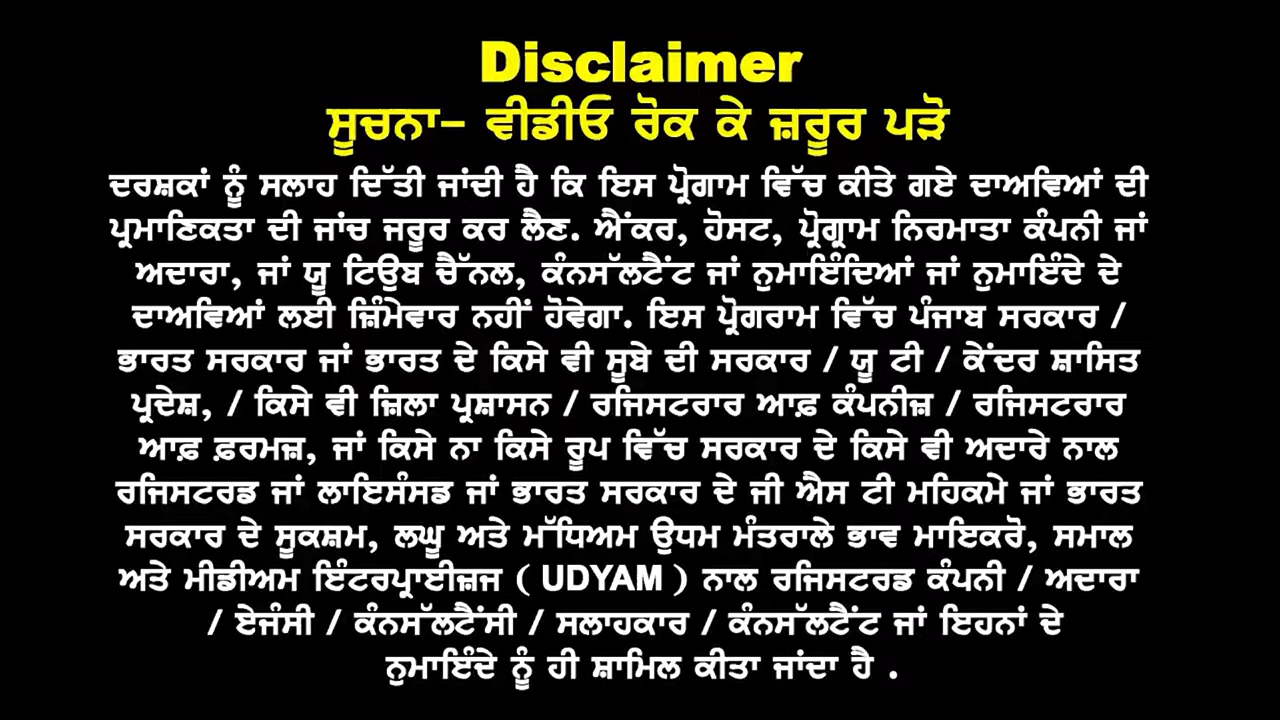 Disclaimer
ਸੂਚਨਾ- ਵੀਡੀਓ ਰੋਕ ਕੇ ਜ਼ਰੂਰ ਪੜੋ
ਦਰਸ਼ਕਾਂ ਨੂੰ ਸਲਾਹ ਦਿੱਤੀ ਜਾਂਦੀ ਹੈ ਕਿ ਇਸ ਪ੍ਰੋਗਾਮ ਵਿੱਚ ਕੀਤੇ ਗਏ ਦਾਅਵਿਆਂ ਦੀ
ਪ੍ਰਮਾਣਿਕਤਾ ਦੀ ਜਾਂਚ ਜਰੂਰ ਕਰ ਲੈਣ. ਐਂਕਰ, ਹੋਸਟ, ਪ੍ਰੋਗ੍ਰਾਮ ਨਿਰਮਾਤਾ ਕੰਪਨੀ ਜਾਂ
ਅਦਾਰਾ, ਜਾਂ ਯੂ ਟਿਉਬ ਚੈੱਨਲ, ਕੰਨਸੱਲਟੈਂਟ ਜਾਂ ਨੁਮਾਇੰਦਿਆਂ ਜਾਂ ਨੁਮਾਇੰਦੇ ਦੇ
ਦਾਅਵਿਆਂ ਲਈ ਜ਼ਿੰਮੇਵਾਰ ਨਹੀਂ ਹੋਵੇਗਾ. ਇਸ ਪ੍ਰੋਗਰਾਮ ਵਿੱਚ ਪੰਜਾਬ ਸਰਕਾਰ /
ਭਾਰਤ ਸਰਕਾਰ ਜਾਂ ਭਾਰਤ ਦੇ ਕਿਸੇ ਵੀ ਸੂਬੇ ਦੀ ਸਰਕਾਰ / ਯੂ ਟੀ / ਕੇਂਦਰ ਸ਼ਾਸਿਤ
ਪ੍ਰਦੇਸ਼, / ਕਿਸੇ ਵੀ ਜ਼ਿਲਾ ਪ੍ਰਸ਼ਾਸਨ / ਰਜਿਸਟਰਾਰ ਆਫ਼ ਕੰਪਨੀਜ਼ / ਰਜਿਸਟਰਾਰ
ਆਫ਼ ਫ਼ਰਮਜ਼, ਜਾਂ ਕਿਸੇ ਨਾ ਕਿਸੇ ਰੂਪ ਵਿੱਚ ਸਰਕਾਰ ਦੇ ਕਿਸੇ ਵੀ ਅਦਾਰੇ ਨਾਲ
ਰਜਿਸਟਰਡ ਜਾਂ ਲਾਇਸੰਸਡ ਜਾਂ ਭਾਰਤ ਸਰਕਾਰ ਦੇ ਜੀ ਐਸ ਟੀ ਮਹਿਕਮੇ ਜਾਂ ਭਾਰਤ
ਸਰਕਾਰ ਦੇ ਸੂਕਸ਼ਮ, ਲਘੂ ਅਤੇ ਮੱਧਿਅਮ ਉਧਮ ਮੰਤਰਾਲੇ ਭਾਵ ਮਾਇਕਰੋ, ਸਮਾਲ
ਅਤੇ ਮੀਡੀਅਮ ਇੰਟਰਪ੍ਰਾਈਜ਼ਜ ( UDYAM ) ਨਾਲ ਰਜਿਸਟਰਡ ਕੰਪਨੀ / ਅਦਾਰਾ
/ ਏਜੰਸੀ / ਕੰਨਸੱਲਟੈਂਸੀ / ਸਲਾਹਕਾਰ / ਕੰਨਸੱਲਟੈਂਟ ਜਾਂ ਇਹਨਾਂ ਦੇ
ਨੁਮਾਇੰਦੇ ਨੂੰ ਹੀ ਸ਼ਾਮਿਲ ਕੀਤਾ ਜਾਂਦਾ ਹੈ .